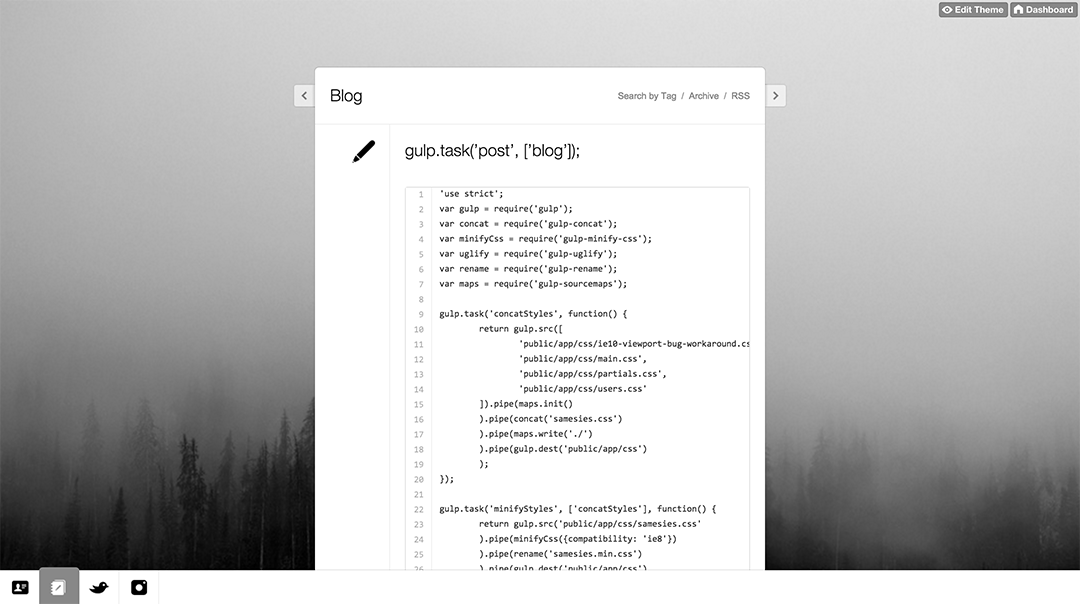 Edit Theme Dashboard
Blog
Search by Tag / Archive / RSS
gulp.task('post', ['blog']);
1 'use strict';
2 var gulp = require('gulp');
3 var concat = require('gulp-concat');
4 var minifyCss = require('gulp-minify-css');
5 var uglify = require('gulp-uglify');
6 var rename = require('gulp-rename');
7 var maps = require('gulp-sourcemaps');
8
9 gulp.task('concatStyles', function() {
10 return gulp.src([
11 'public/app/css/ie10-viewport-bug-workaround.cs
12 'public/app/css/main.css',
13 'public/app/css/partials.css',
14 'public/app/css/users.css'
15 ]).pipe(maps.init()
16 ).pipe(concat('samesies.css')
17 ).pipe(maps.write('./')
18 ).pipe(gulp.dest('public/app/css')
19 );
20 });
21
22 gulp.task('minifyStyles', ['concatStyles'], function() {
23 return gulp.src('public/app/css/samesies.css'
24 ).pipe(minifyCss({compatibility: 'ie8'})
25 ).pipe(rename('samesies.min.css')
26 ).pipe(gulp.dest('public/app/css')